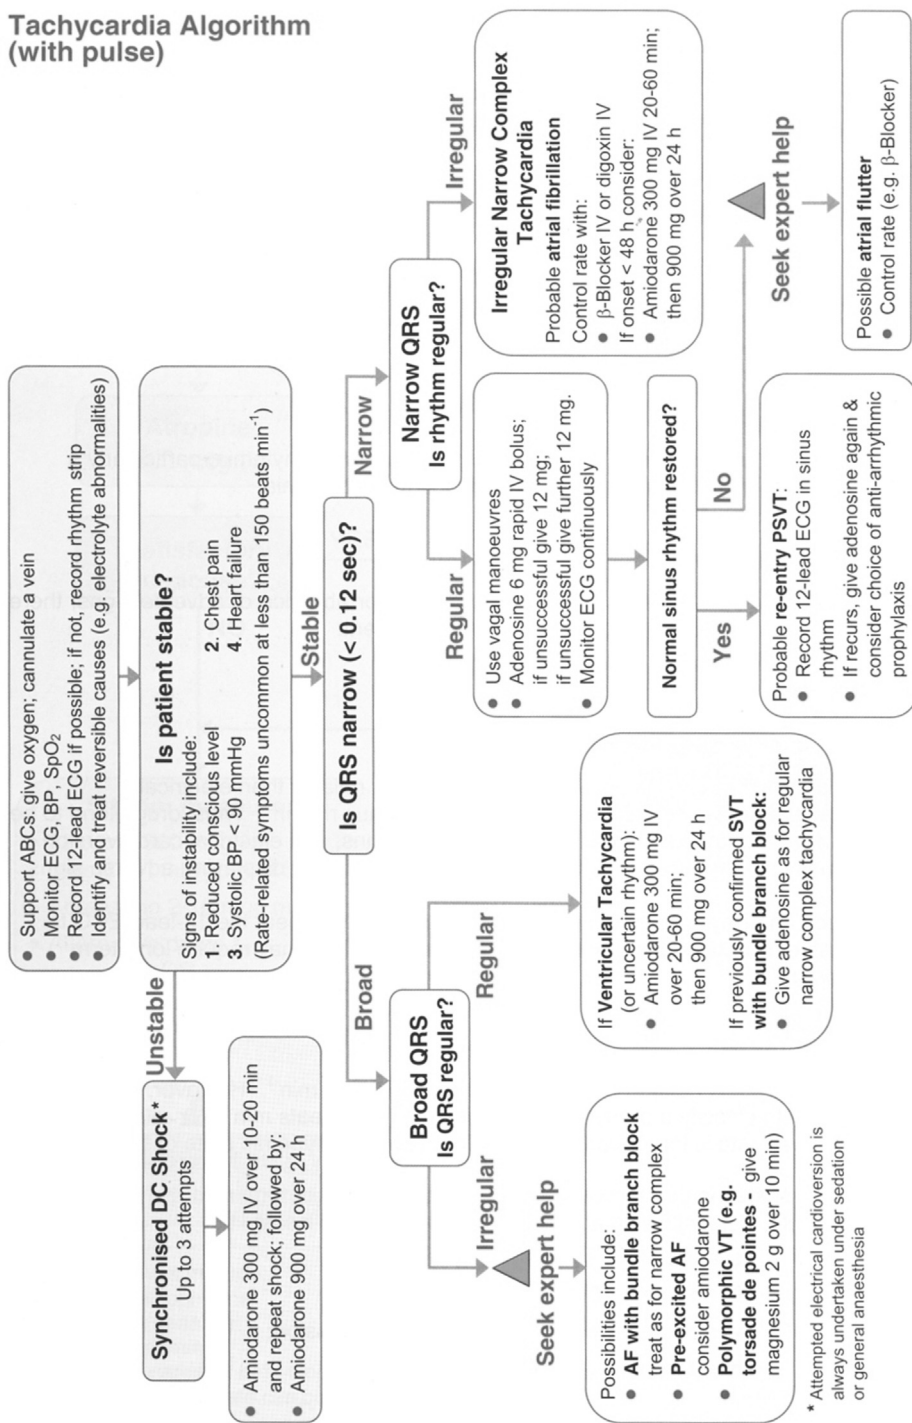 Tachycardia Algorithm
(with pulse)
● Support ABCs: give oxygen; cannulate a vein
● Monitor ECG, BP, SpO₂
● Record 12-lead ECG if possible; if not, record rhythm strip
● Identify and treat reversible causes (e.g. electrolyte abnormalities)
Is patient stable?
Signs of instability include:
1. Reduced conscious level 2. Chest pain
3. Systolic BP < 90 mmHg 4. Heart failure
(Rate-related symptoms uncommon at less than 150 beats min⁻¹)
Unstable
Synchronised DC Shock*
Up to 3 attempts
● Amiodarone 300 mg IV over 10-20 min
and repeat shock; followed by:
● Amiodarone 900 mg over 24 h
Stable
Is QRS narrow (< 0.12 sec)?
Broad
Narrow
Broad QRS
Is QRS regular?
Irregular
Regular
Seek expert help
Possibilities include:
● AF with bundle branch block
treat as for narrow complex
● Pre-excited AF
consider amiodarone
● Polymorphic VT (e.g.
torsade de pointes - give
magnesium 2 g over 10 min)
If Ventricular Tachycardia
(or uncertain rhythm):
● Amiodarone 300 mg IV
over 20-60 min;
then 900 mg over 24 h
If previously confirmed SVT
with bundle branch block:
● Give adenosine as for regular
narrow complex tachycardia
Narrow QRS
Is rhythm regular?
Regular
Irregular
● Use vagal manoeuvres
● Adenosine 6 mg rapid IV bolus;
if unsuccessful give 12 mg;
if unsuccessful give further 12 mg.
● Monitor ECG continuously
Irregular Narrow Complex
Tachycardia
Probable atrial fibrillation
Control rate with:
● β-Blocker IV or digoxin IV
If onset < 48 h consider:
● Amiodarone 300 mg IV 20-60 min;
then 900 mg over 24 h
Normal sinus rhythm restored?
Yes
No
Probable re-entry PSVT:
● Record 12-lead ECG in sinus
rhythm
● If recurs, give adenosine again &
consider choice of anti-arrhythmic
prophylaxis
Seek expert help
Possible atrial flutter
● Control rate (e.g. β-Blocker)
* Attempted electrical cardioversion is
always undertaken under sedation
or general anaesthesia